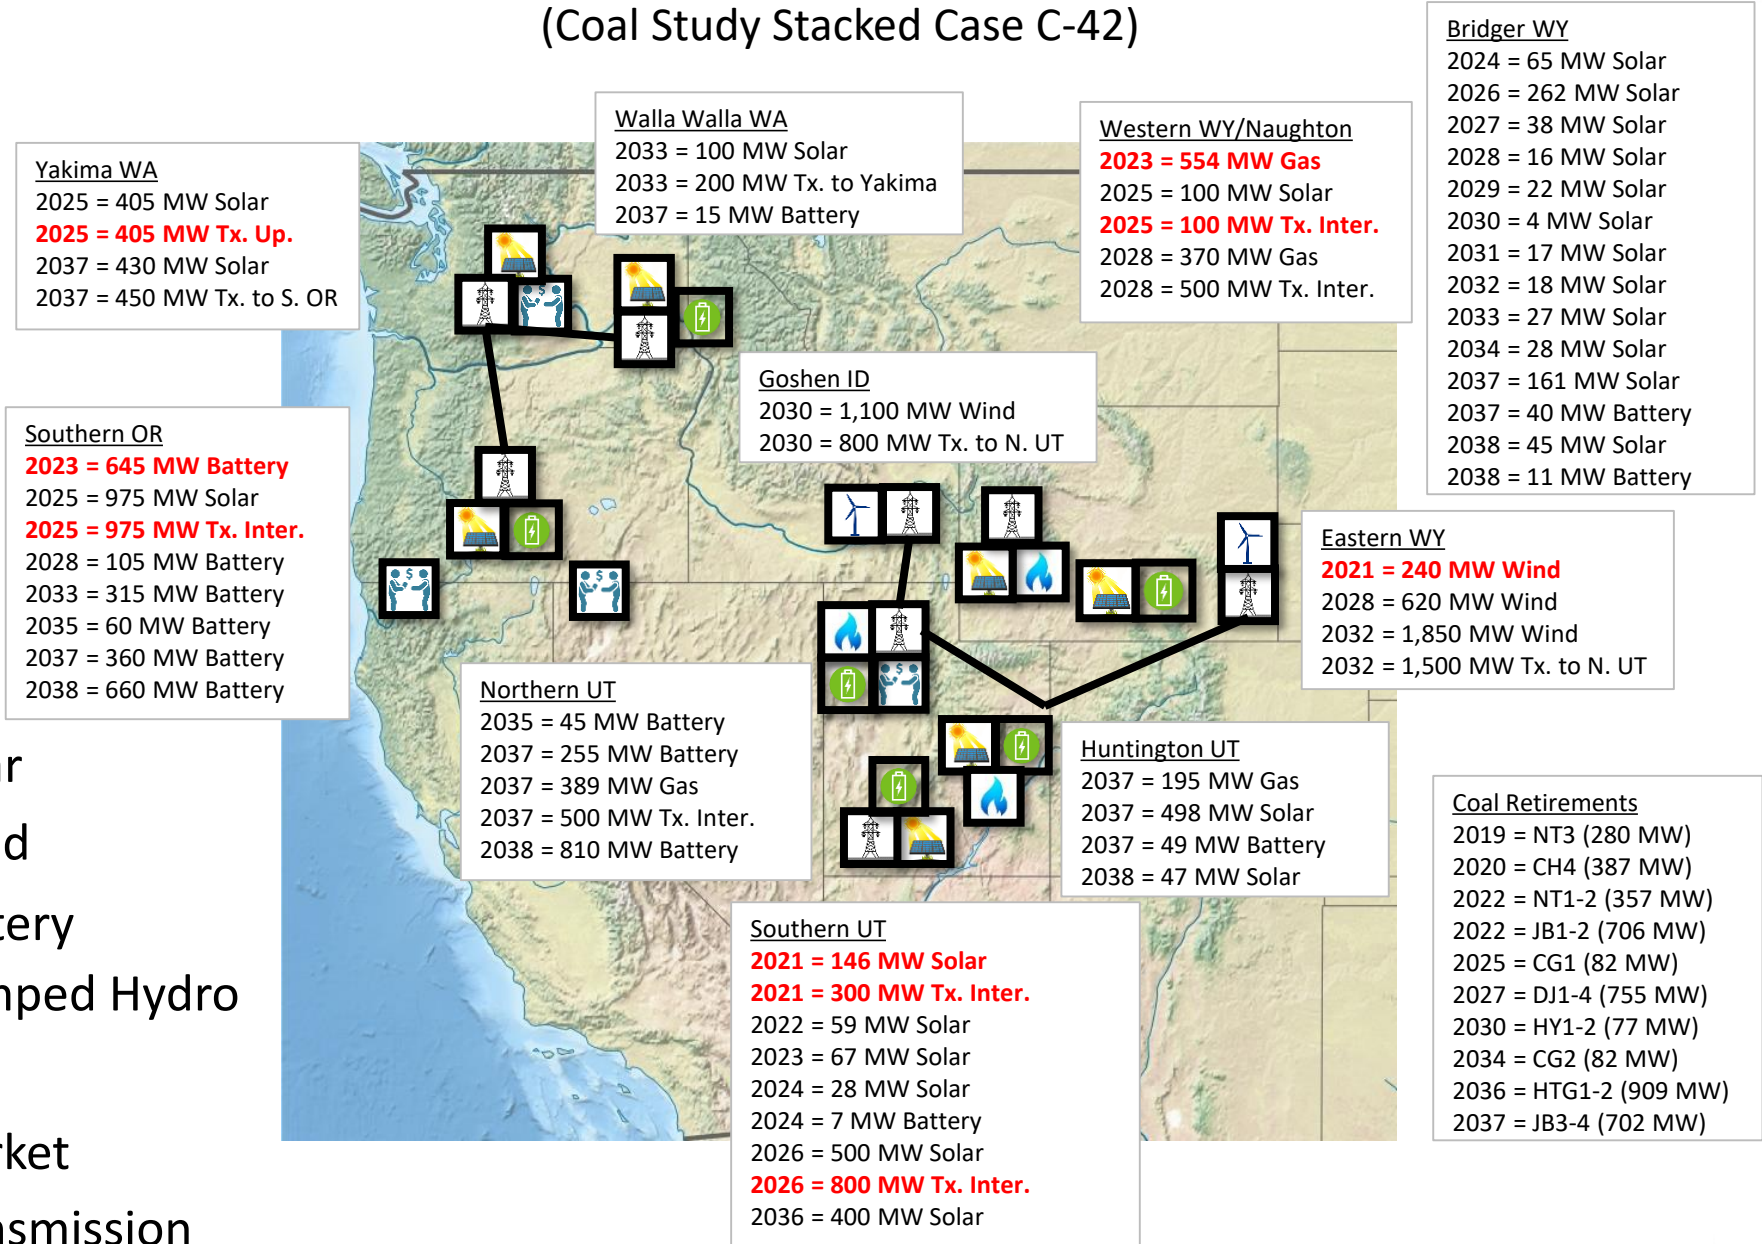 (Coal Study Stacked Case C-42)
Bridger WY
2024 = 65 MW Solar
2026 = 262 MW Solar
2027 = 38 MW Solar
2028 = 16 MW Solar
2029 = 22 MW Solar
2030 = 4 MW Solar
2031 = 17 MW Solar
2032 = 18 MW Solar
2033 = 27 MW Solar
2034 = 28 MW Solar
2037 = 161 MW Solar
2037 = 40 MW Battery
2038 = 45 MW Solar
2038 = 11 MW Battery
Walla Walla WA
2033 = 100 MW Solar
2033 = 200 MW Tx. to Yakima
2037 = 15 MW Battery
Western WY/Naughton
2023 = 554 MW Gas
2025 = 100 MW Solar
2025 = 100 MW Tx. Inter.
2028 = 370 MW Gas
2028 = 500 MW Tx. Inter.
Yakima WA
2025 = 405 MW Solar
2025 = 405 MW Tx. Up.
2037 = 430 MW Solar
2037 = 450 MW Tx. to S. OR
Goshen ID
2030 = 1,100 MW Wind
2030 = 800 MW Tx. to N. UT
Southern OR
2023 = 645 MW Battery
2025 = 975 MW Solar
2025 = 975 MW Tx. Inter.
2028 = 105 MW Battery
2033 = 315 MW Battery
2035 = 60 MW Battery
2037 = 360 MW Battery
2038 = 660 MW Battery
Eastern WY
2021 = 240 MW Wind
2028 = 620 MW Wind
2032 = 1,850 MW Wind
2032 = 1,500 MW Tx. to N. UT
Northern UT
2035 = 45 MW Battery
2037 = 255 MW Battery
2037 = 389 MW Gas
2037 = 500 MW Tx. Inter.
2038 = 810 MW Battery
Huntington UT
2037 = 195 MW Gas
2037 = 498 MW Solar
2037 = 49 MW Battery
2038 = 47 MW Solar
Coal Retirements
2019 = NT3 (280 MW)
2020 = CH4 (387 MW)
2022 = NT1-2 (357 MW)
2022 = JB1-2 (706 MW)
2025 = CG1 (82 MW)
2027 = DJ1-4 (755 MW)
2030 = HY1-2 (77 MW)
2034 = CG2 (82 MW)
2036 = HTG1-2 (909 MW)
2037 = JB3-4 (702 MW)
Southern UT
2021 = 146 MW Solar
2021 = 300 MW Tx. Inter.
2022 = 59 MW Solar
2023 = 67 MW Solar
2024 = 28 MW Solar
2024 = 7 MW Battery
2026 = 500 MW Solar
2026 = 800 MW Tx. Inter.
2036 = 400 MW Solar
ar
d
tery
nped Hydro
rket
nsmission